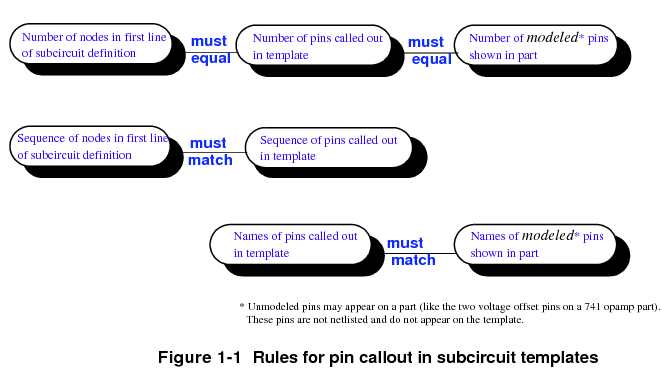 Number of nodes in first line
of subcircuit definition
must
equal
Number of pins called out
in template
must
equal
Number of modeled* pins
shown in part
Sequence of nodes in first line
of subcircuit definition
must
match
Sequence of pins called out
in template
Names of pins called out
in template
must
match
Names of modeled* pins
shown in part
* Unmodeled pins may appear on a part (like the two voltage offset pins on a 741 opamp part).
These pins are not netlisted and do not appear on the template.
Figure 1-1 Rules for pin callout in subcircuit templates